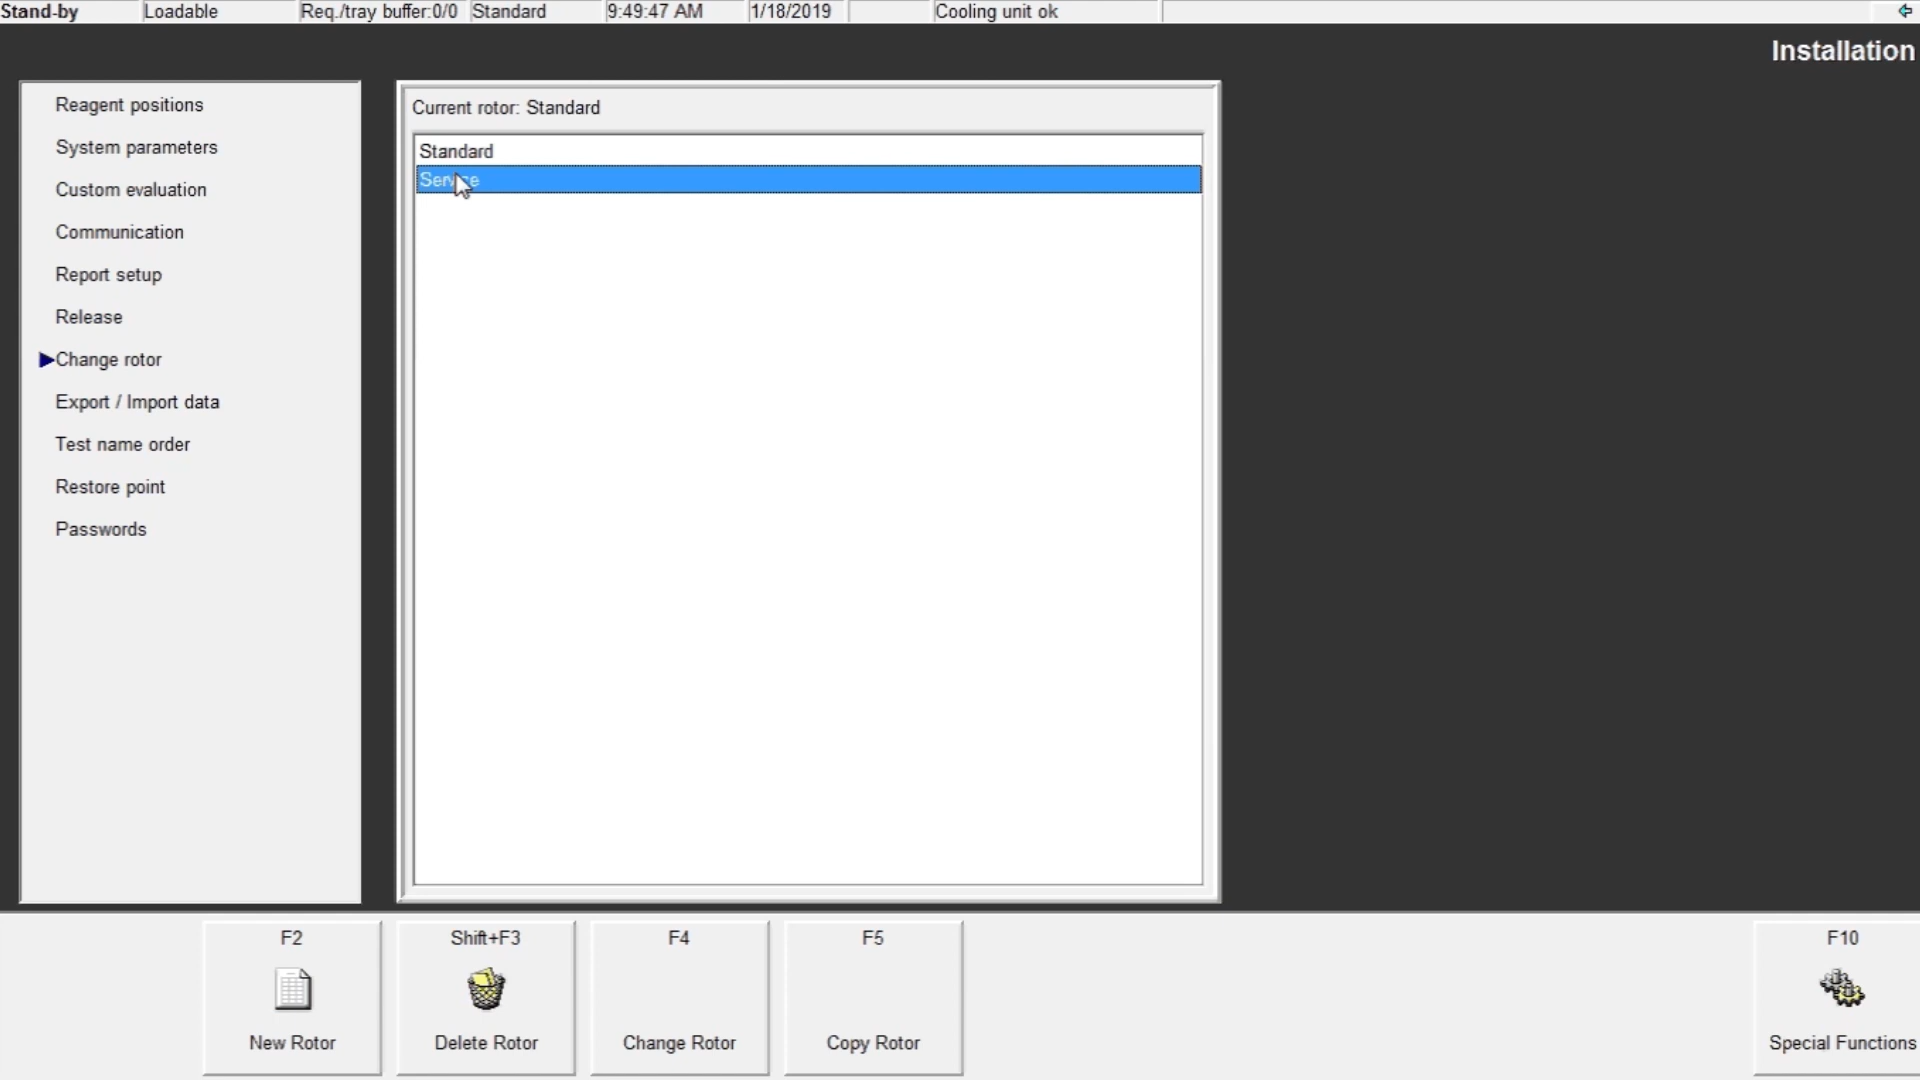 Stand-by Loadable Req./tray buffer:0/0 Standard 9:49:47 AM 1/18/2019 Cooling unit ok
Installation
Reagent positions
System parameters
Custom evaluation
Communication
Report setup
Release
Change rotor
Export / Import data
Test name order
Restore point
Passwords
Current rotor: Standard
Standard
Service
F2
New Rotor
Shift+F3
Delete Rotor
F4
Change Rotor
F5
Copy Rotor
F10
Special Functions